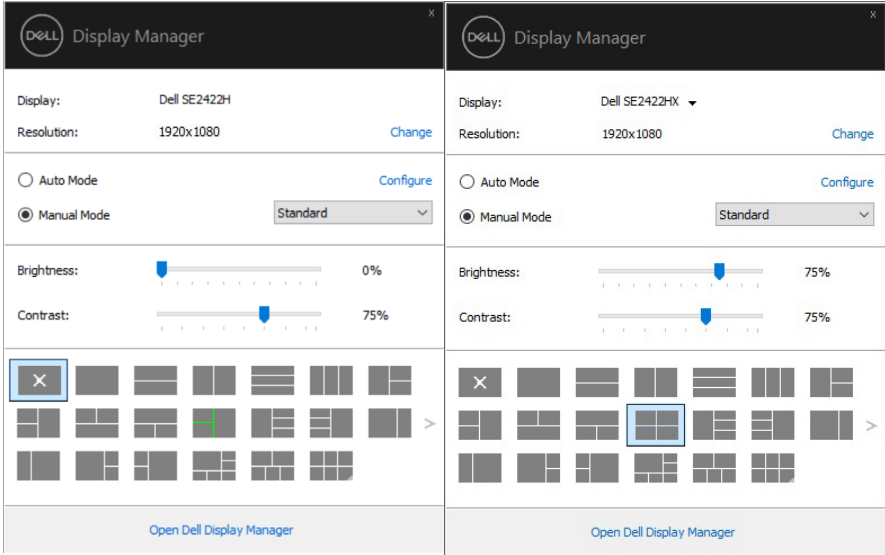 x
DELL Display Manager
Display: Dell SE2422H
Resolution: 1920x1080 Change
Auto Mode Configure
Manual Mode Standard
Brightness: 0%
Contrast: 75%
Open Dell Display Manager
x
DELL Display Manager
Display: Dell SE2422HX
Resolution: 1920x1080 Change
Auto Mode Configure
Manual Mode Standard
Brightness: 75%
Contrast: 75%
Open Dell Display Manager